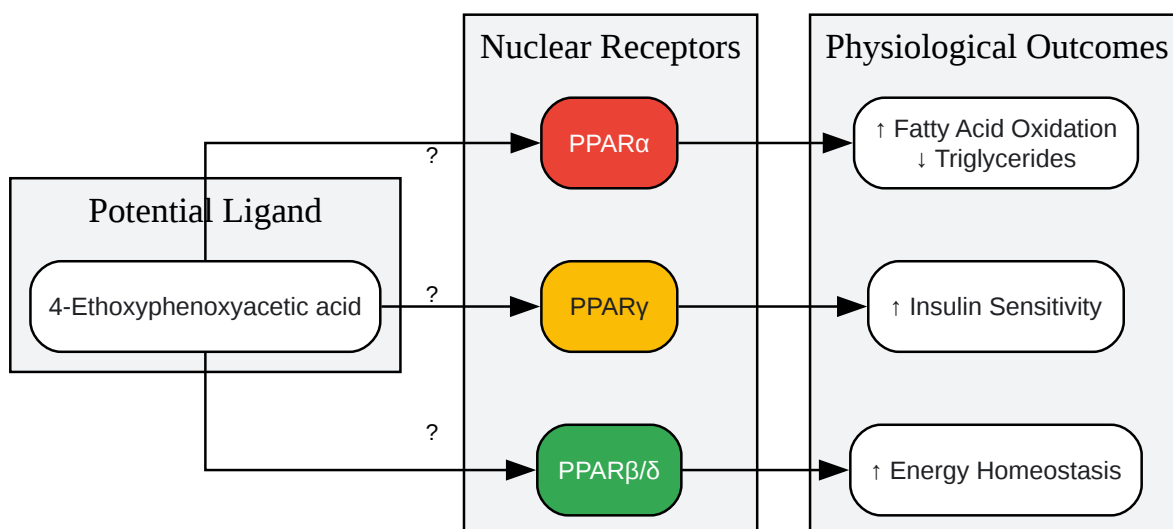 Nuclear Receptors
Physiological Outcomes
PPARα
↑ Fatty Acid Oxidation
↓ Triglycerides
?
Potential Ligand
4-Ethoxyphenoxyacetic acid
?
PPARγ
↑ Insulin Sensitivity
?
PPARβ/δ
↑ Energy Homeostasis